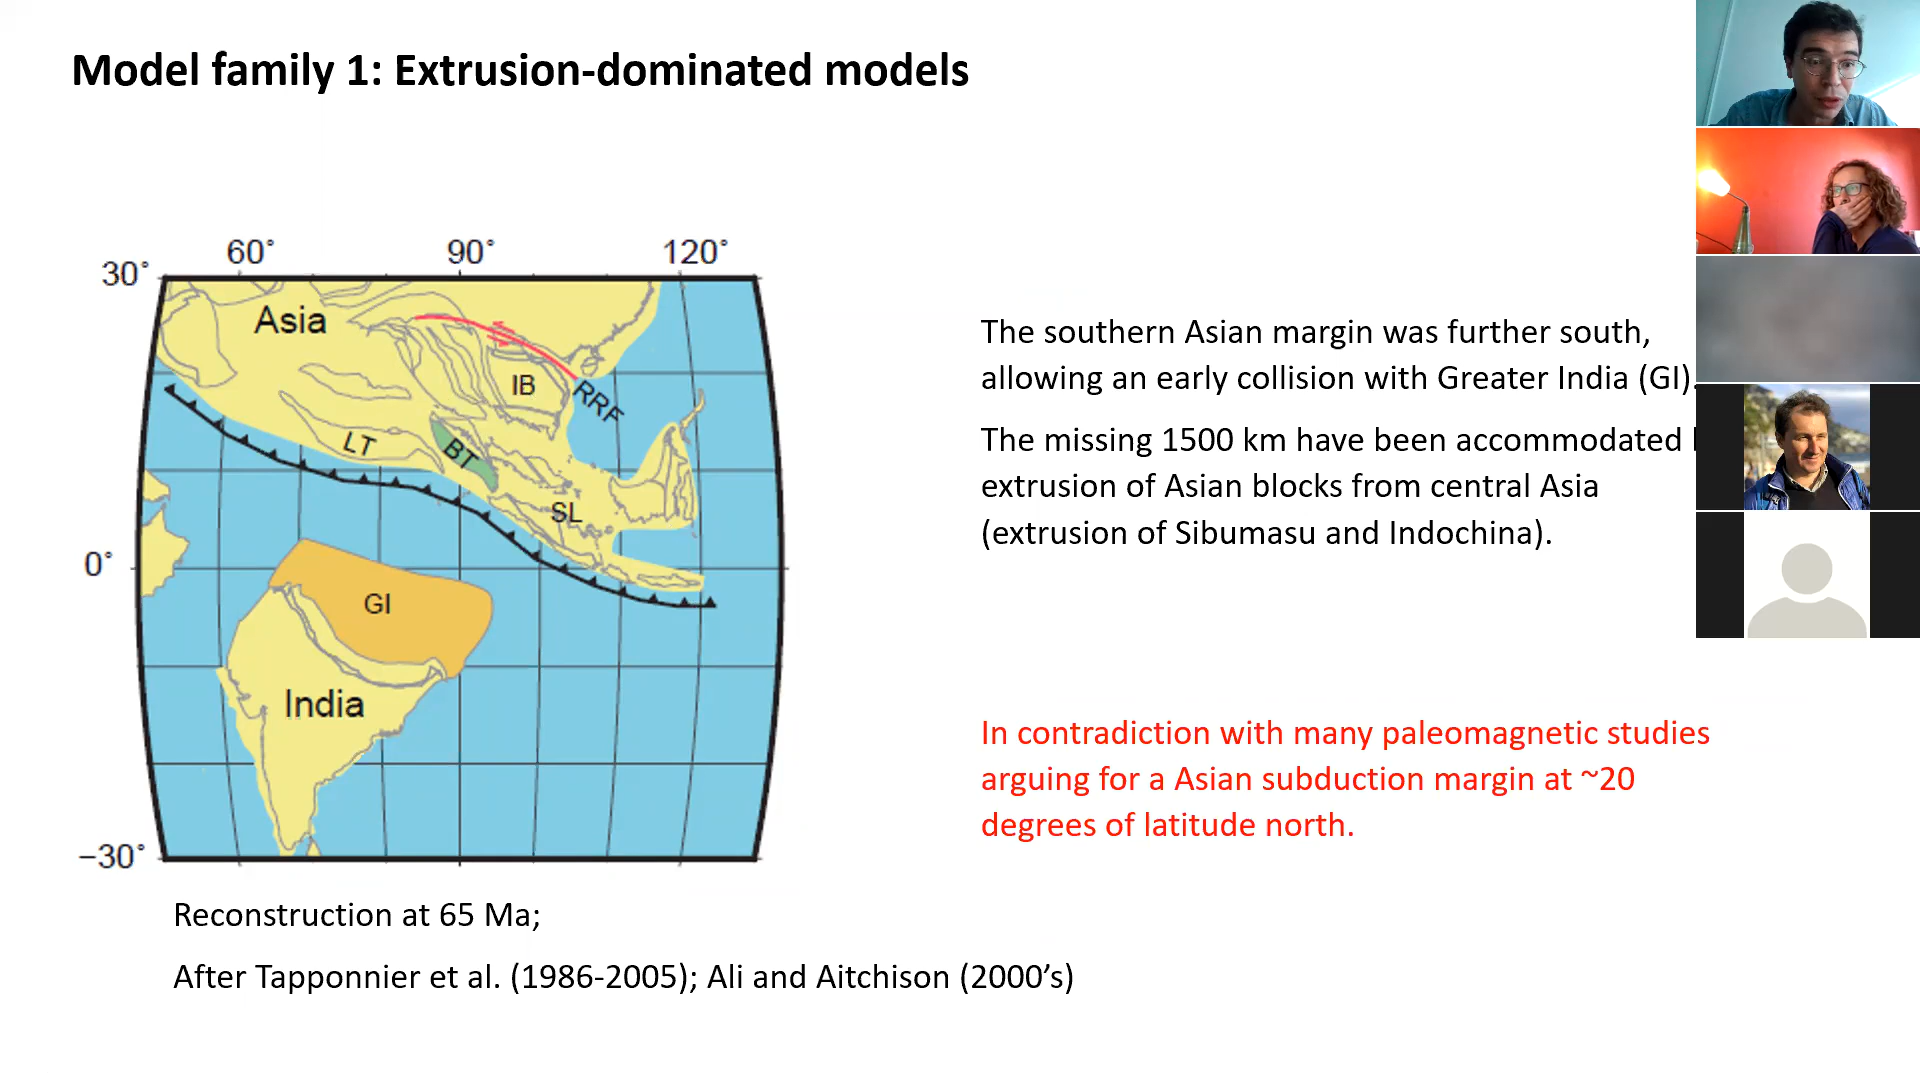 Model family 1: Extrusion-dominated models
60° 90° 120°
30°
Asia
IB
RRF
LT
BT
SL
0°
GI
India
−30°
The southern Asian margin was further south,
allowing an early collision with Greater India (GI).
The missing 1500 km have been accommodated
extrusion of Asian blocks from central Asia
(extrusion of Sibumasu and Indochina).
In contradiction with many paleomagnetic studies
arguing for a Asian subduction margin at ~20
degrees of latitude north.
Reconstruction at 65 Ma;
After Tapponnier et al. (1986-2005); Ali and Aitchison (2000’s)